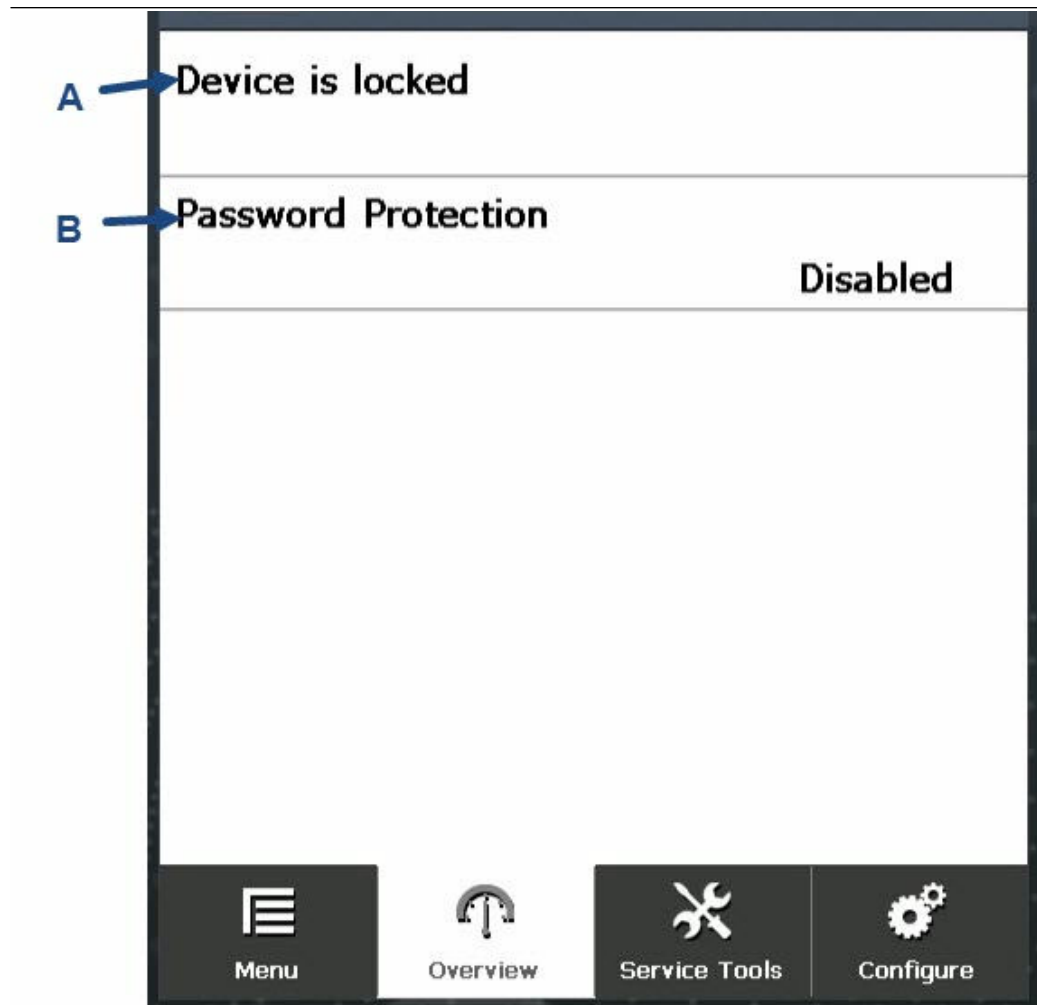 A
Device is locked
B
Password Protection
Disabled
Menu
Overview
Service Tools
Configure